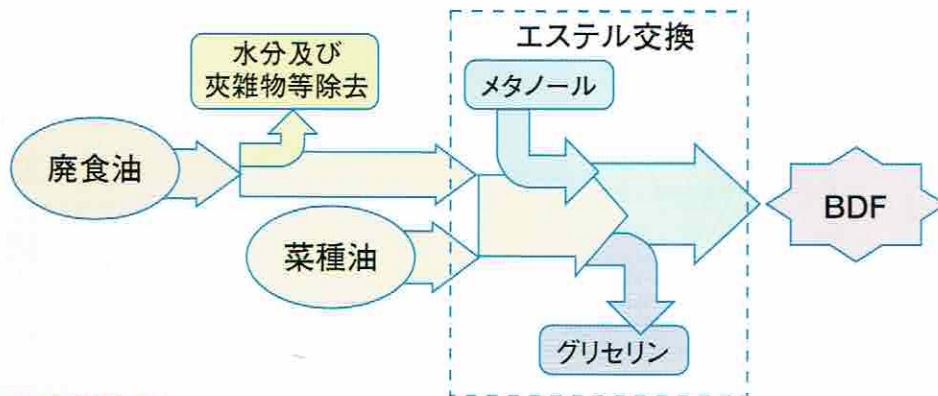 エステル交換
水分及び
夾雑物等除去
メタノール
廃食油
菜種油
BDF
グリセリン